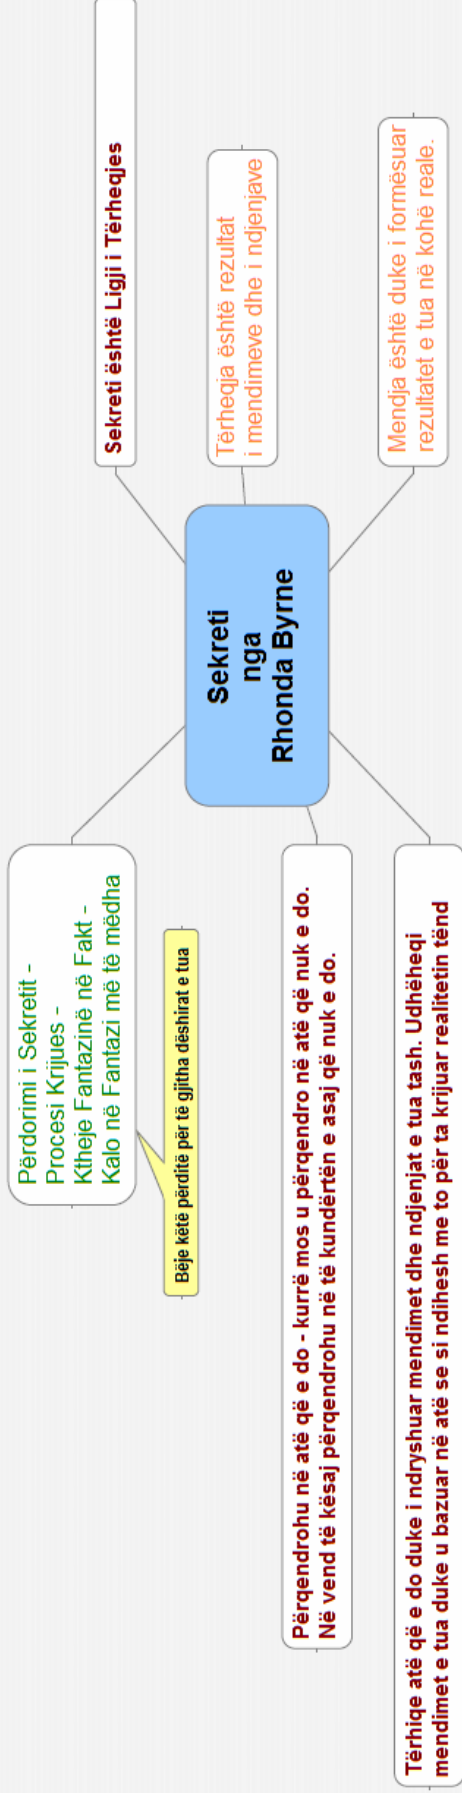 Sekreti
nga
Rhonda Byrne
Sekreti është Ligji i Tërheqjes
Tërheqja është rezultat
i mendimeve dhe i ndjenjave
Mendja është duke i formësuar
rezultatet e tua në kohë reale.
Përdorimi i Sekretit -
Procesi Krijues -
Ktheje Fantazinë në Fakt -
Kalo në Fantazi më të mëdha
Bëje këtë përditë për të gjitha dëshirat e tua
Përqendrohu në atë që e do - kurrë mos u përqendro në atë që nuk e do.
Në vend të kësaj përqendrohu në të kundërtën e asaj që nuk e do.
Tërhiqe atë që e do duke i ndryshuar mendimet dhe ndjenjat e tua tash. Udhëheqi
mendimet e tua duke u bazuar në atë se si ndihesh me to për ta krijuar realitetin tënd